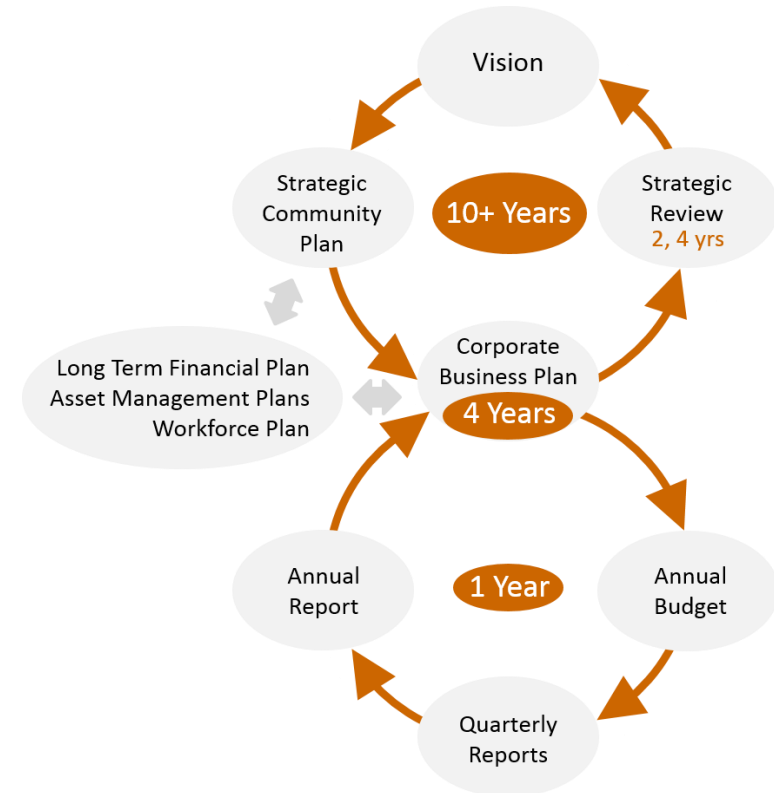 Vision
Strategic
Community
Plan
10+ Years
Strategic
Review
2, 4 yrs
Long Term Financial Plan
Asset Management Plans
Workforce Plan
Corporate
Business Plan
4 Years
Annual
Report
1 Year
Annual
Budget
Quarterly
Reports